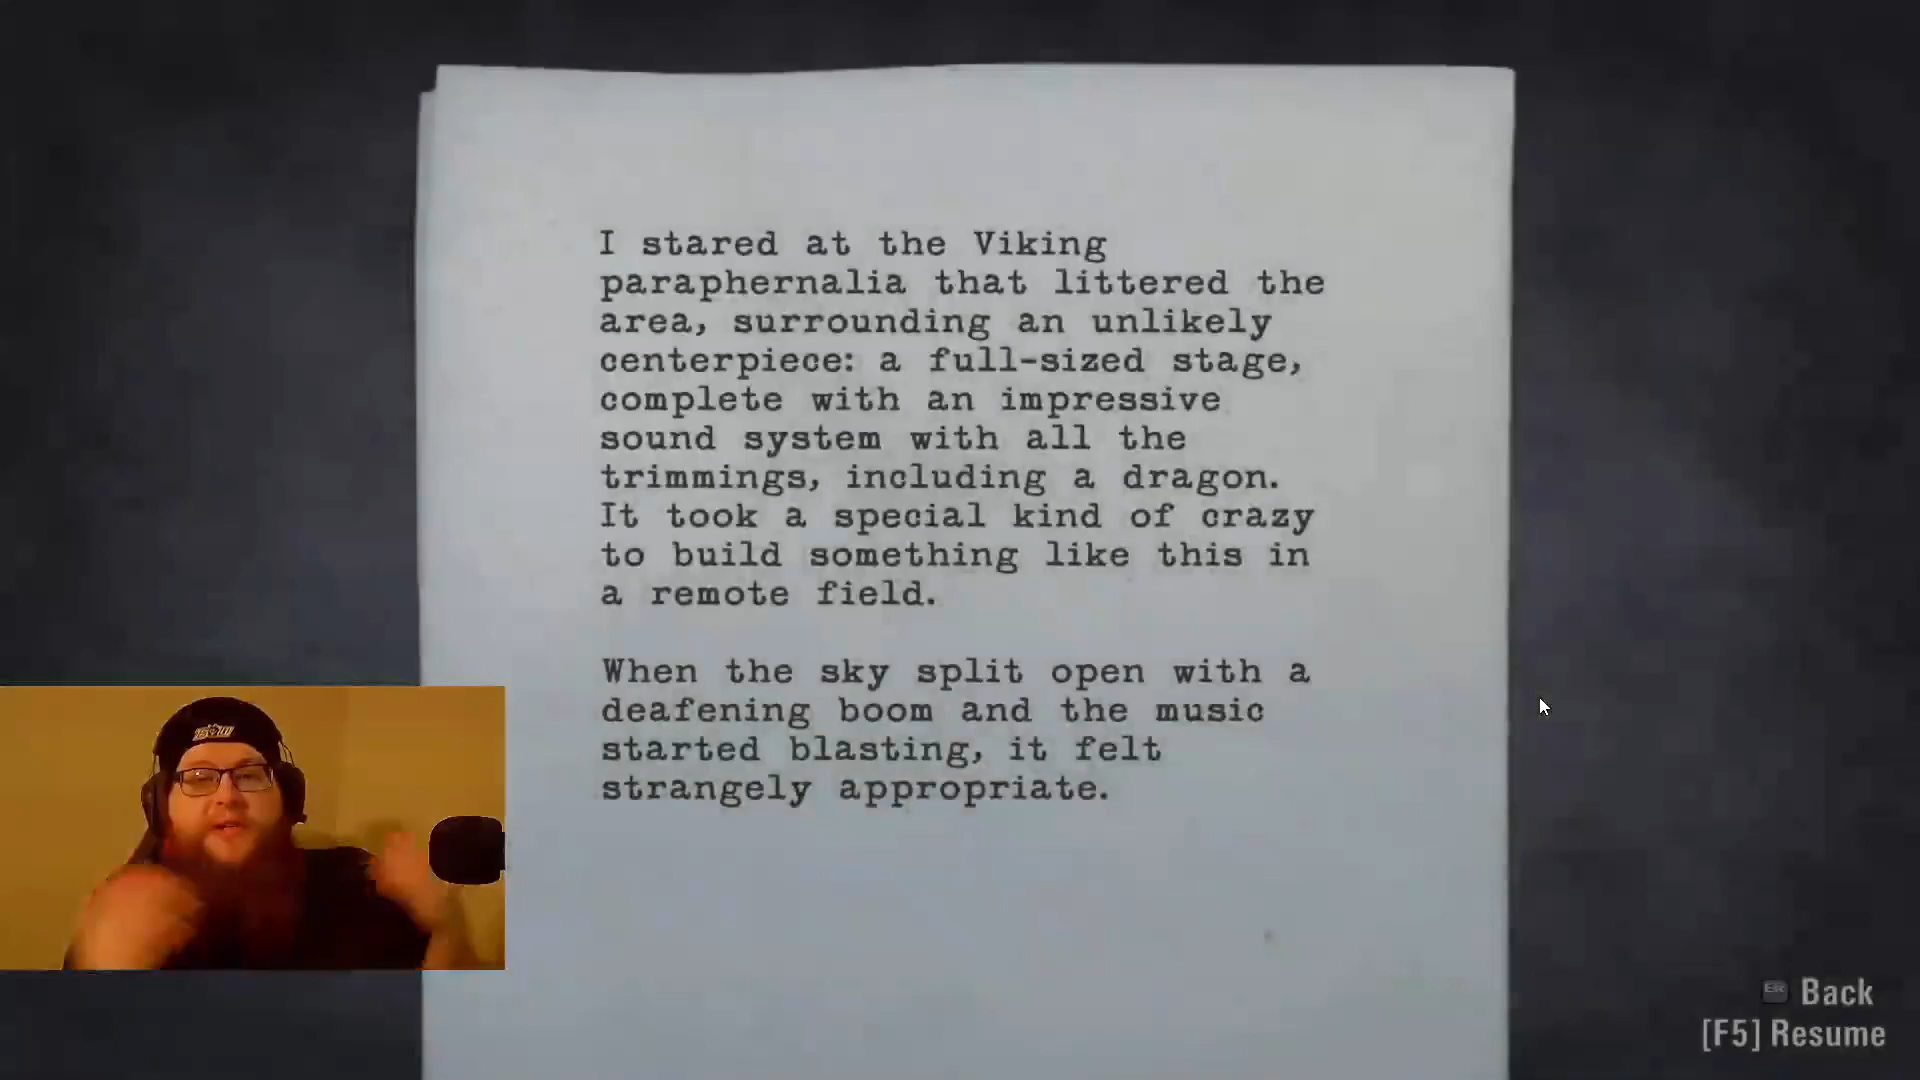 I stared at the Viking
paraphernalia that littered the
area, surrounding an unlikely
centerpiece: a full-sized stage,
complete with an impressive
sound system with all the
trimmings, including a dragon.
It took a special kind of crazy
to build something like this in
a remote field.
When the sky split open with a
deafening boom and the music
started blasting, it felt
strangely appropriate.
Back
[F5] Resume